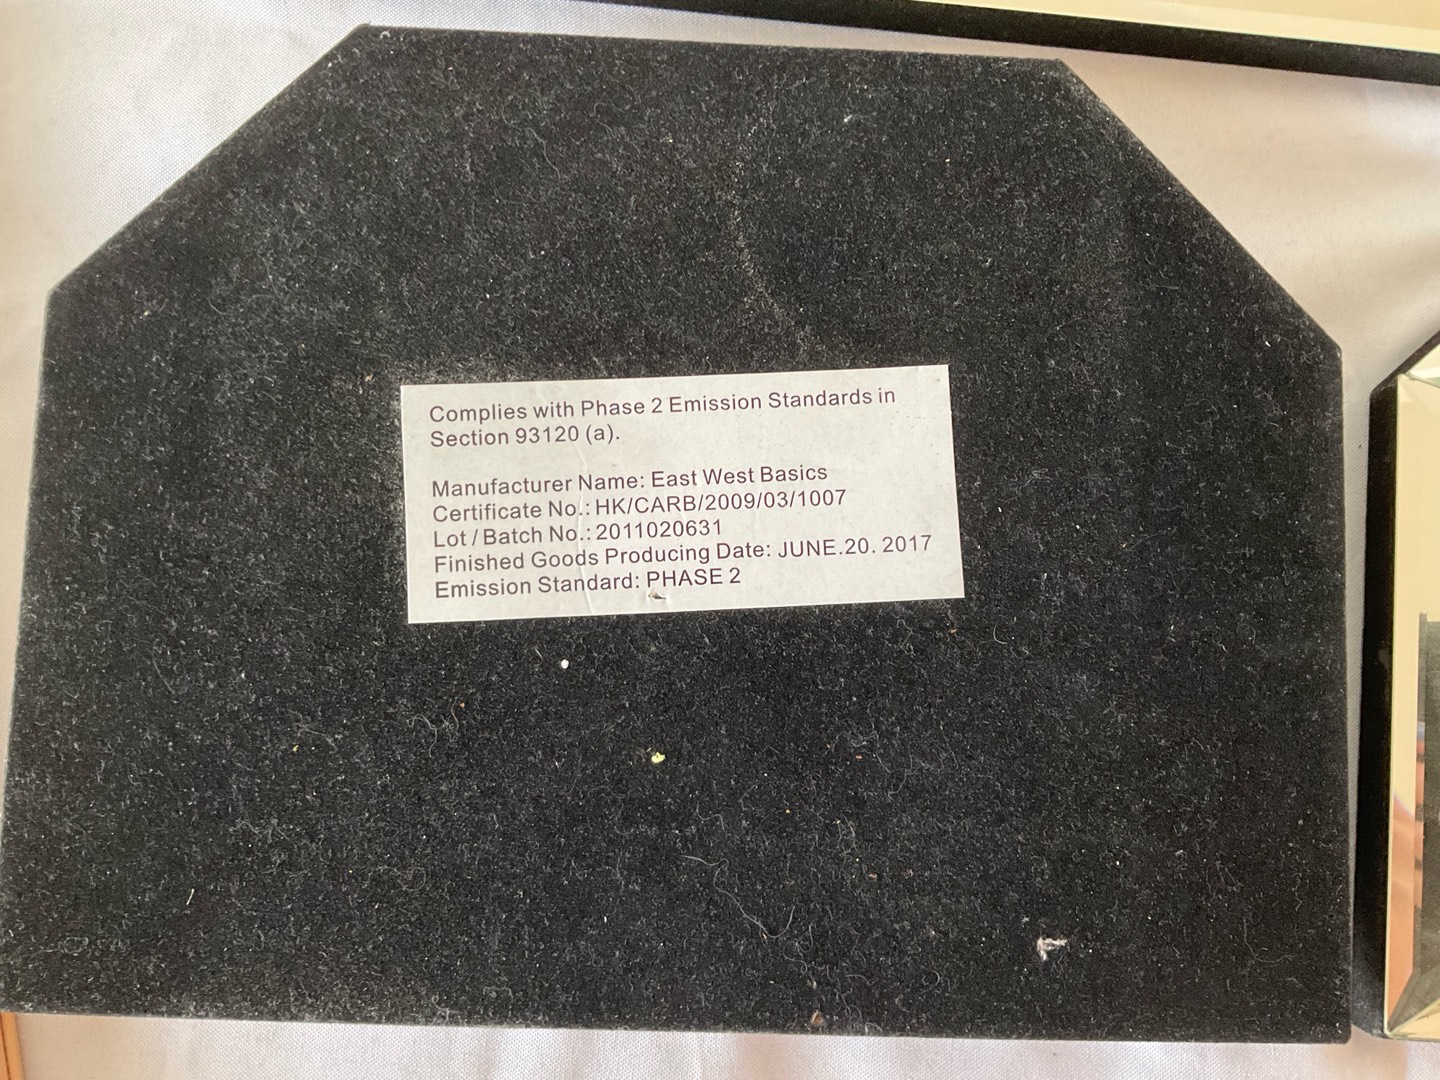 Complies with Phase 2 Emission Standards in
Section 93120 (a).
Manufacturer Name: East West Basics
Certificate No.: HK/CARB/2009/03/1007
Lot / Batch No.: 2011020631
Finished Goods Producing Date: JUNE.20. 2017
Emission Standard: PHASE 2